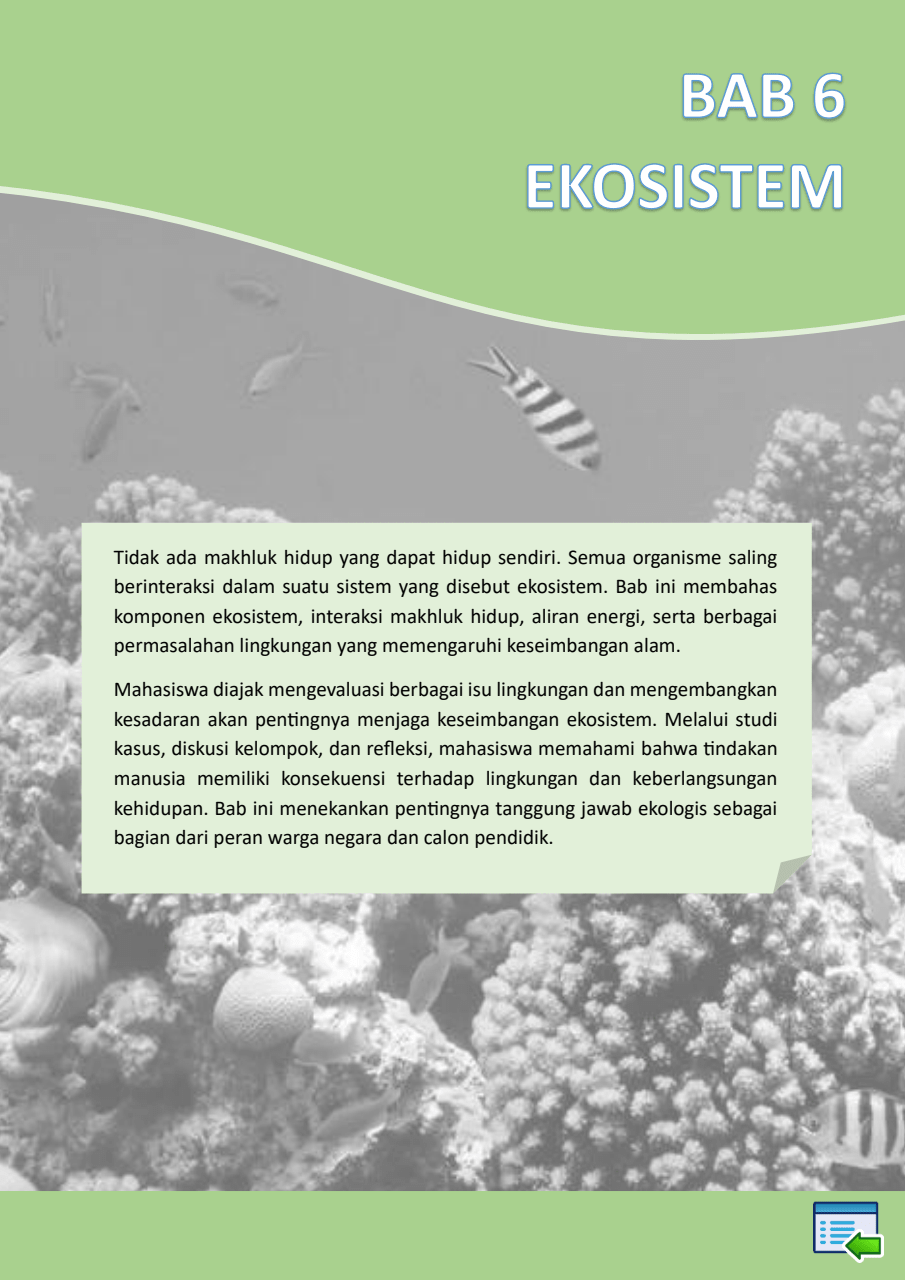 BAB 6
EKOSISTEM
Tidak ada makhluk hidup yang dapat hidup sendiri. Semua organisme saling
berinteraksi dalam suatu sistem yang disebut ekosistem. Bab ini membahas
komponen ekosistem, interaksi makhluk hidup, aliran energi, serta berbagai
permasalahan lingkungan yang memengaruhi keseimbangan alam.
Mahasiswa diajak mengevaluasi berbagai isu lingkungan dan mengembangkan
kesadaran akan pentingnya menjaga keseimbangan ekosistem. Melalui studi
kasus, diskusi kelompok, dan refleksi, mahasiswa memahami bahwa tindakan
manusia memiliki konsekuensi terhadap lingkungan dan keberlangsungan
kehidupan. Bab ini menekankan pentingnya tanggung jawab ekologis sebagai
bagian dari peran warga negara dan calon pendidik.